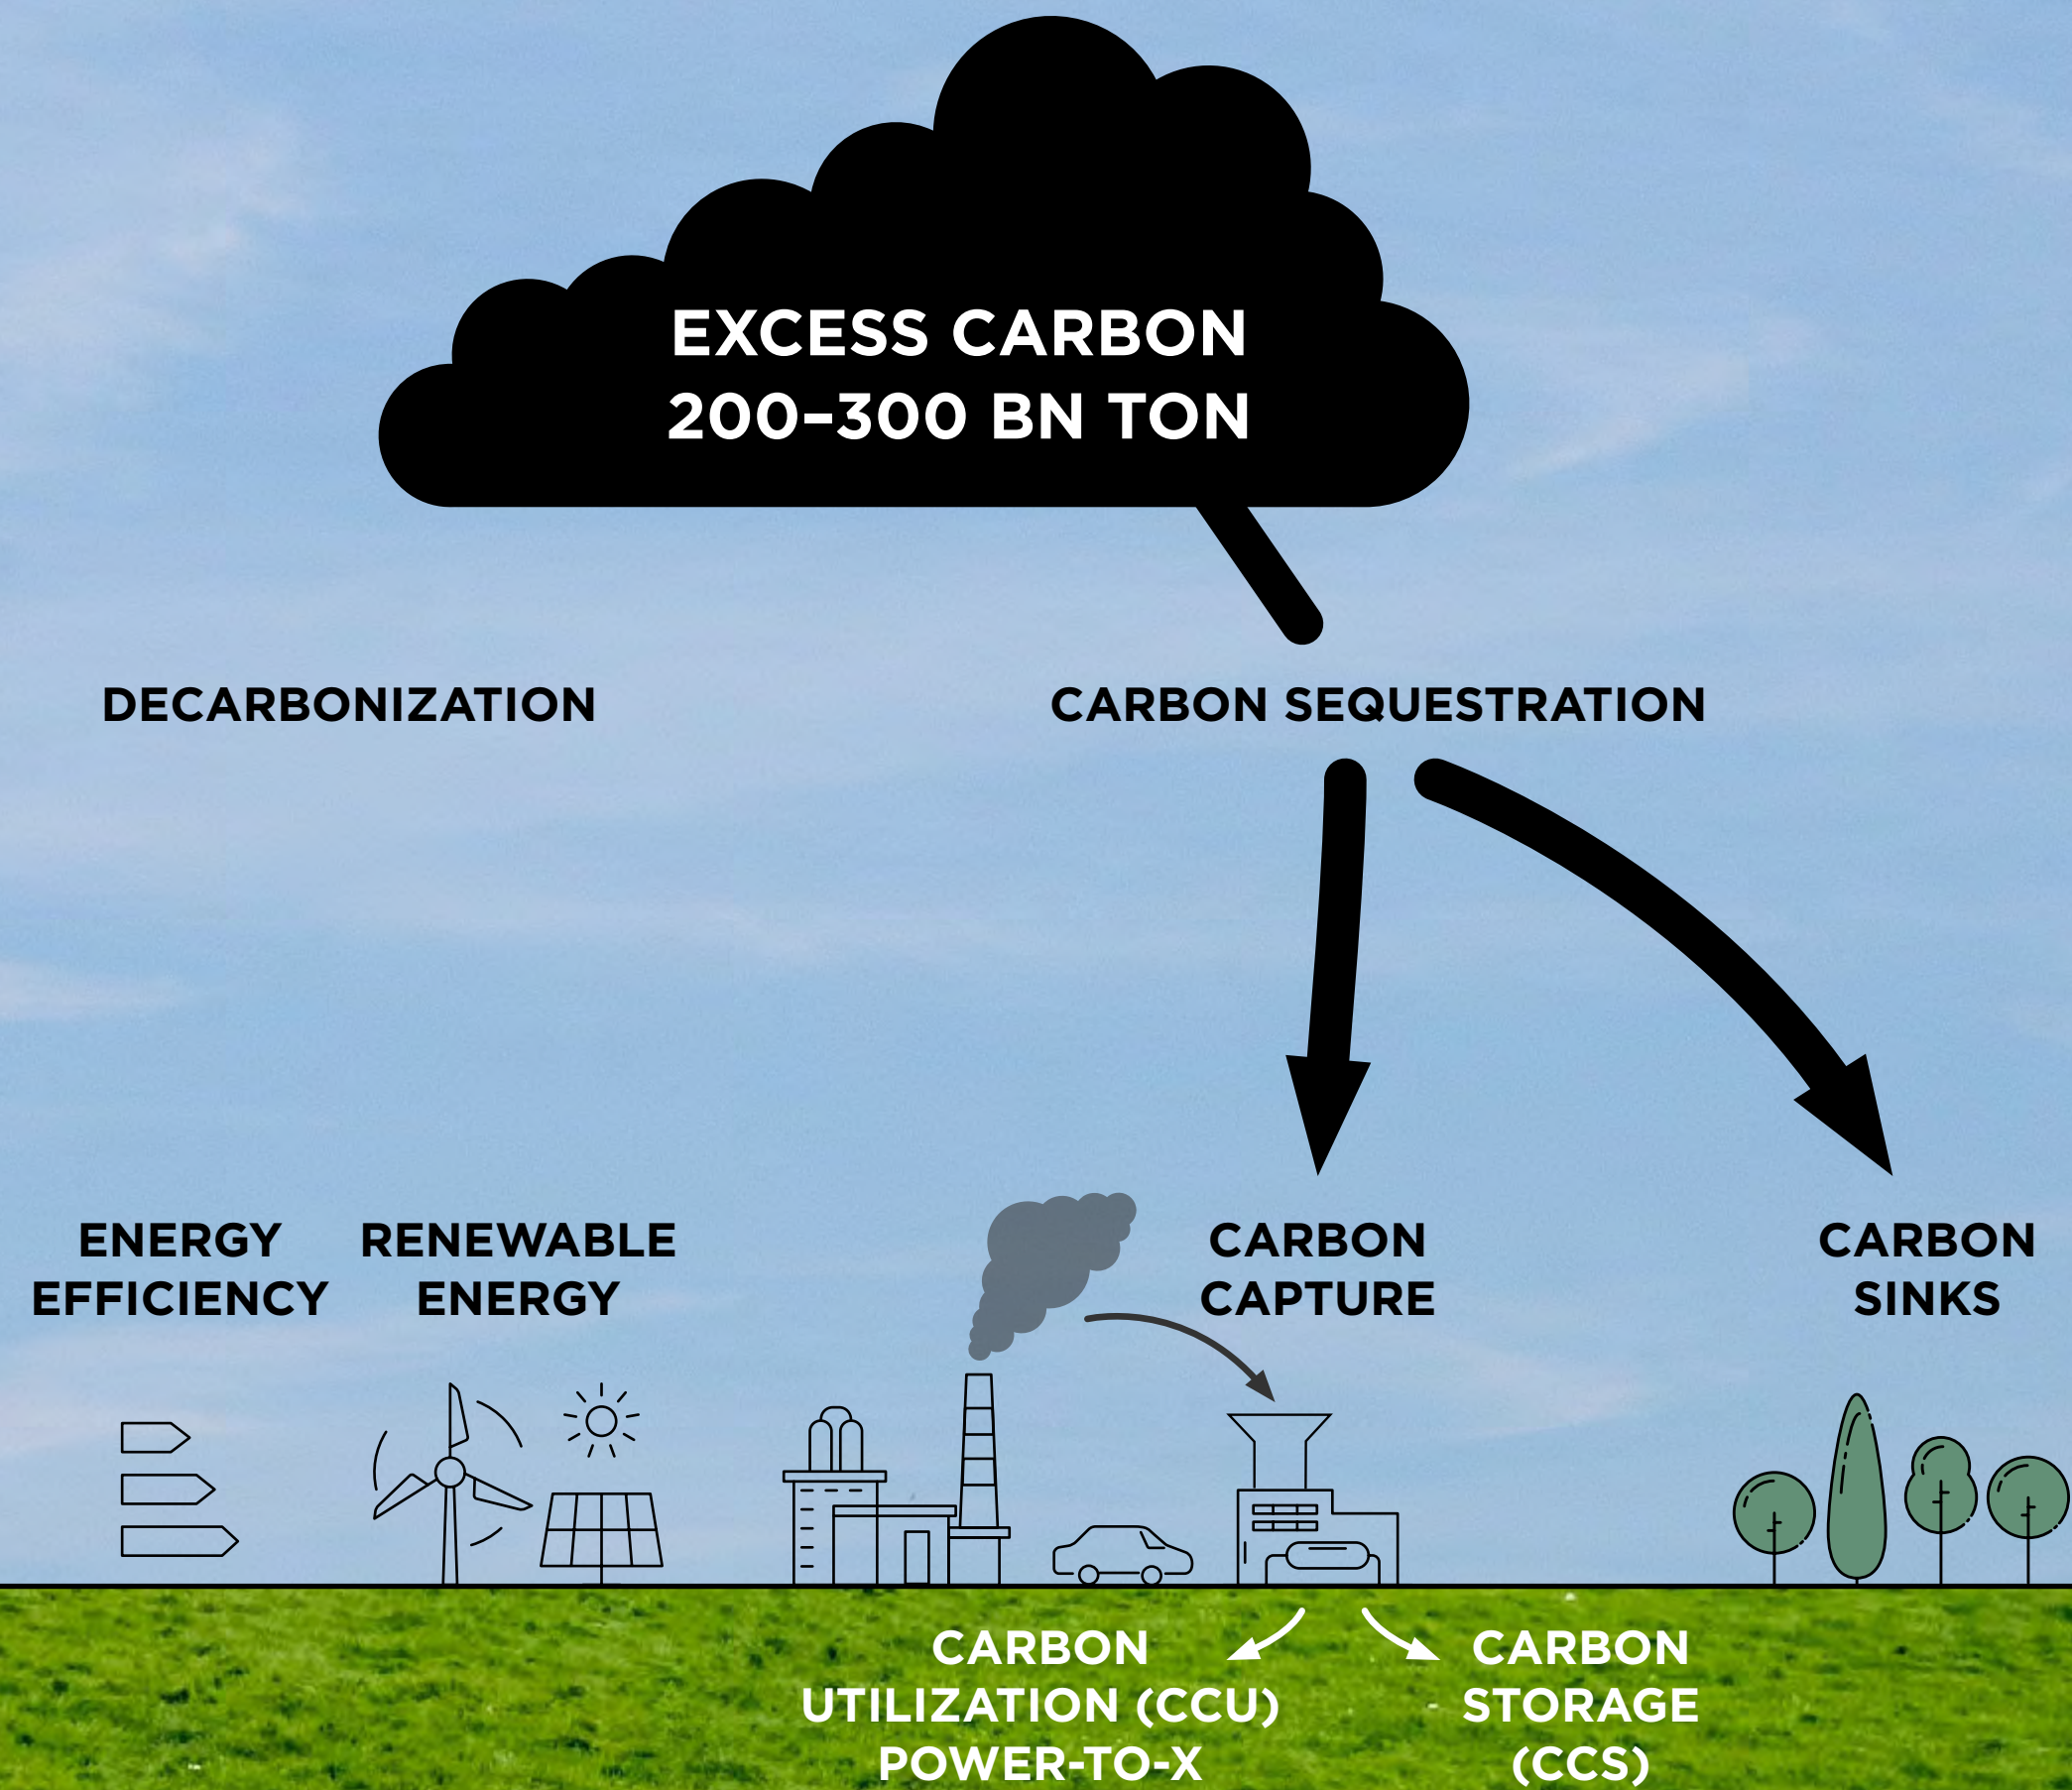 EXCESS CARBON
200–300 BN TON
DECARBONIZATION
CARBON SEQUESTRATION
ENERGY
EFFICIENCY
RENEWABLE
ENERGY
CARBON
CAPTURE
CARBON
SINKS
CARBON
UTILIZATION (CCU)
POWER-TO-X
CARBON
STORAGE
(CCS)